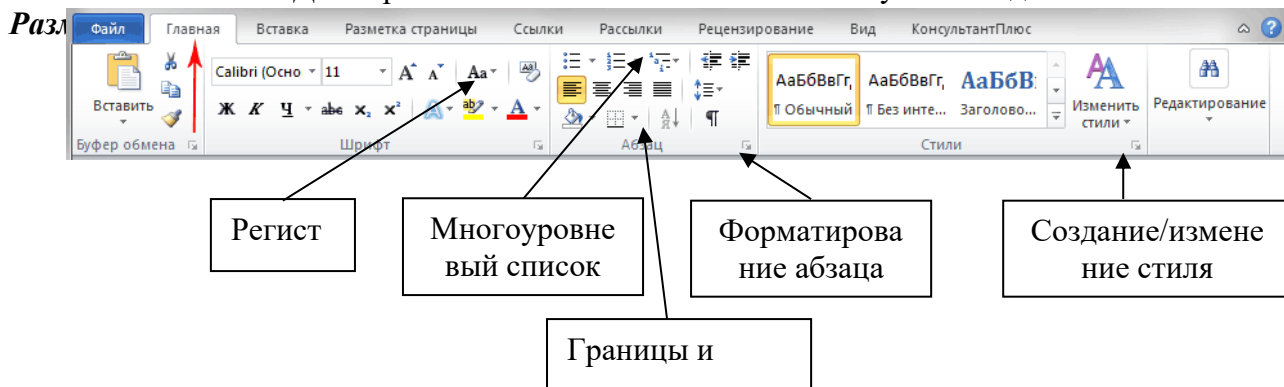 Разм
Файл Главная Вставка Разметка страницы Ссылки Рассылки Рецензирование Вид КонсультантПлюс
Calibri (Осно 11 Aa
Вставить
Ж К Ч abc x₂ x² A
АаБбВвГг, АаБбВвГг, АаБбВ
¶ Обычный ¶ Без инте... Заголово...
Изменить стили
Редактирование
Буфер обмена Шрифт Абзац Стили
Регист
Многоуровне
вый список
Форматирова
ние абзаца
Создание/измене
ние стиля
Границы и